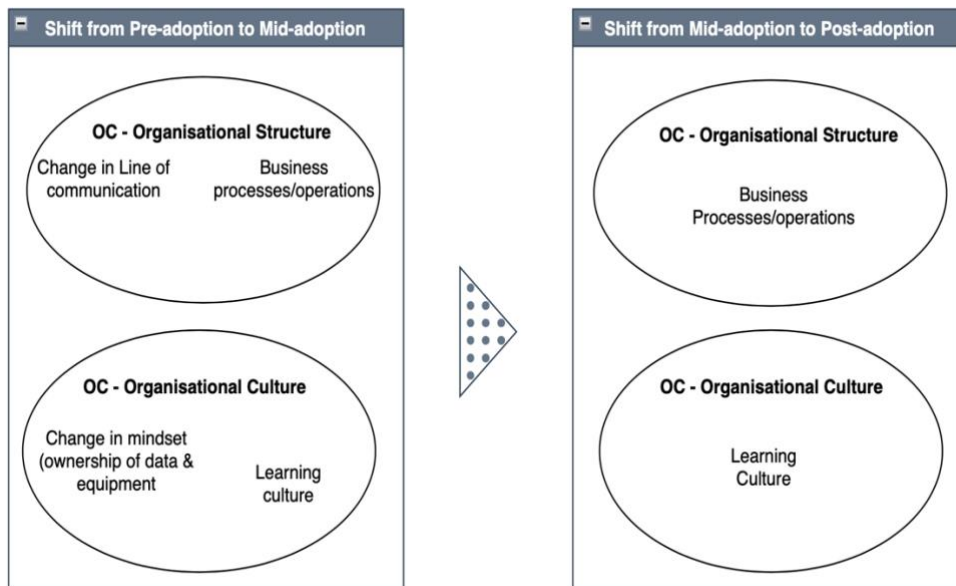 Shift from Pre-adoption to Mid-adoption
OC - Organisational Structure
Change in Line of
communication
Business
processes/operations
OC - Organisational Culture
Change in mindset
(ownership of data &
equipment
Learning
culture
Shift from Mid-adoption to Post-adoption
OC - Organisational Structure
Business
Processes/operations
OC - Organisational Culture
Learning
Culture